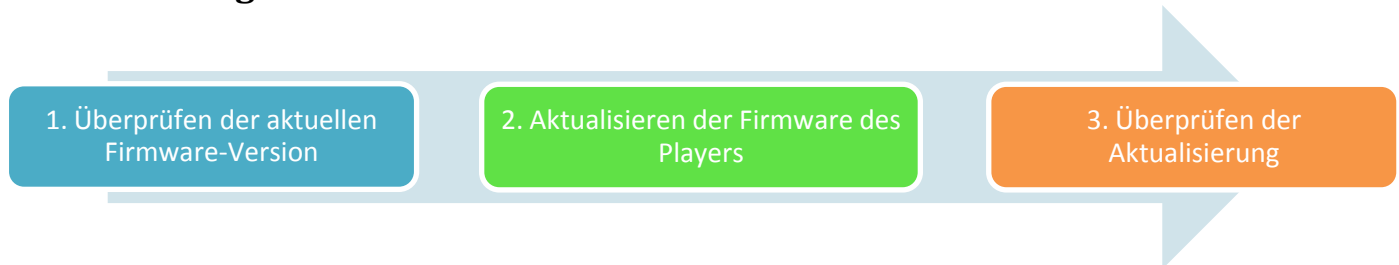 1. Überprüfen der aktuellen
Firmware-Version
2. Aktualisieren der Firmware des
Players
3. Überprüfen der
Aktualisierung